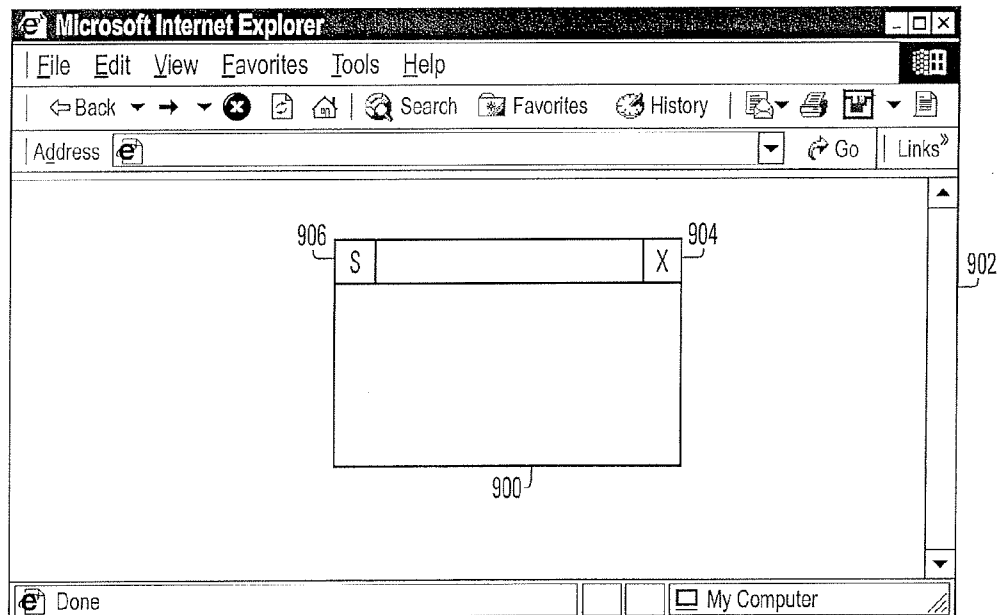 Microsoft Internet Explorer
File Edit View Favorites Tools Help
Back Search Favorites History
Address Go Links»
906 904
S X
902
900
Done My Computer